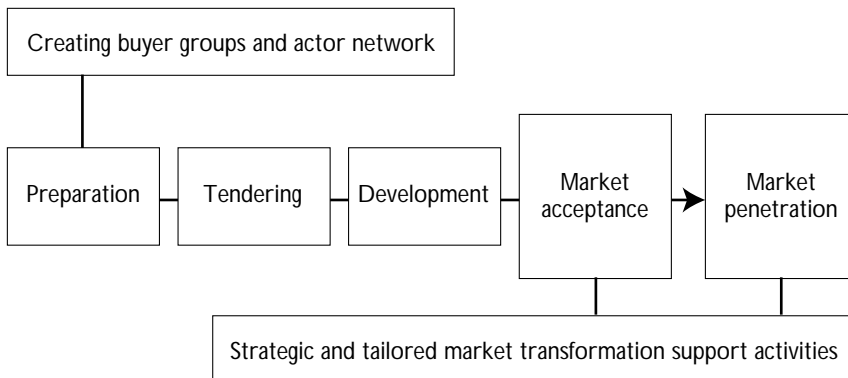 Creating buyer groups and actor network
Preparation
Tendering
Development
Market
acceptance
Market
penetration
Strategic and tailored market transformation support activities